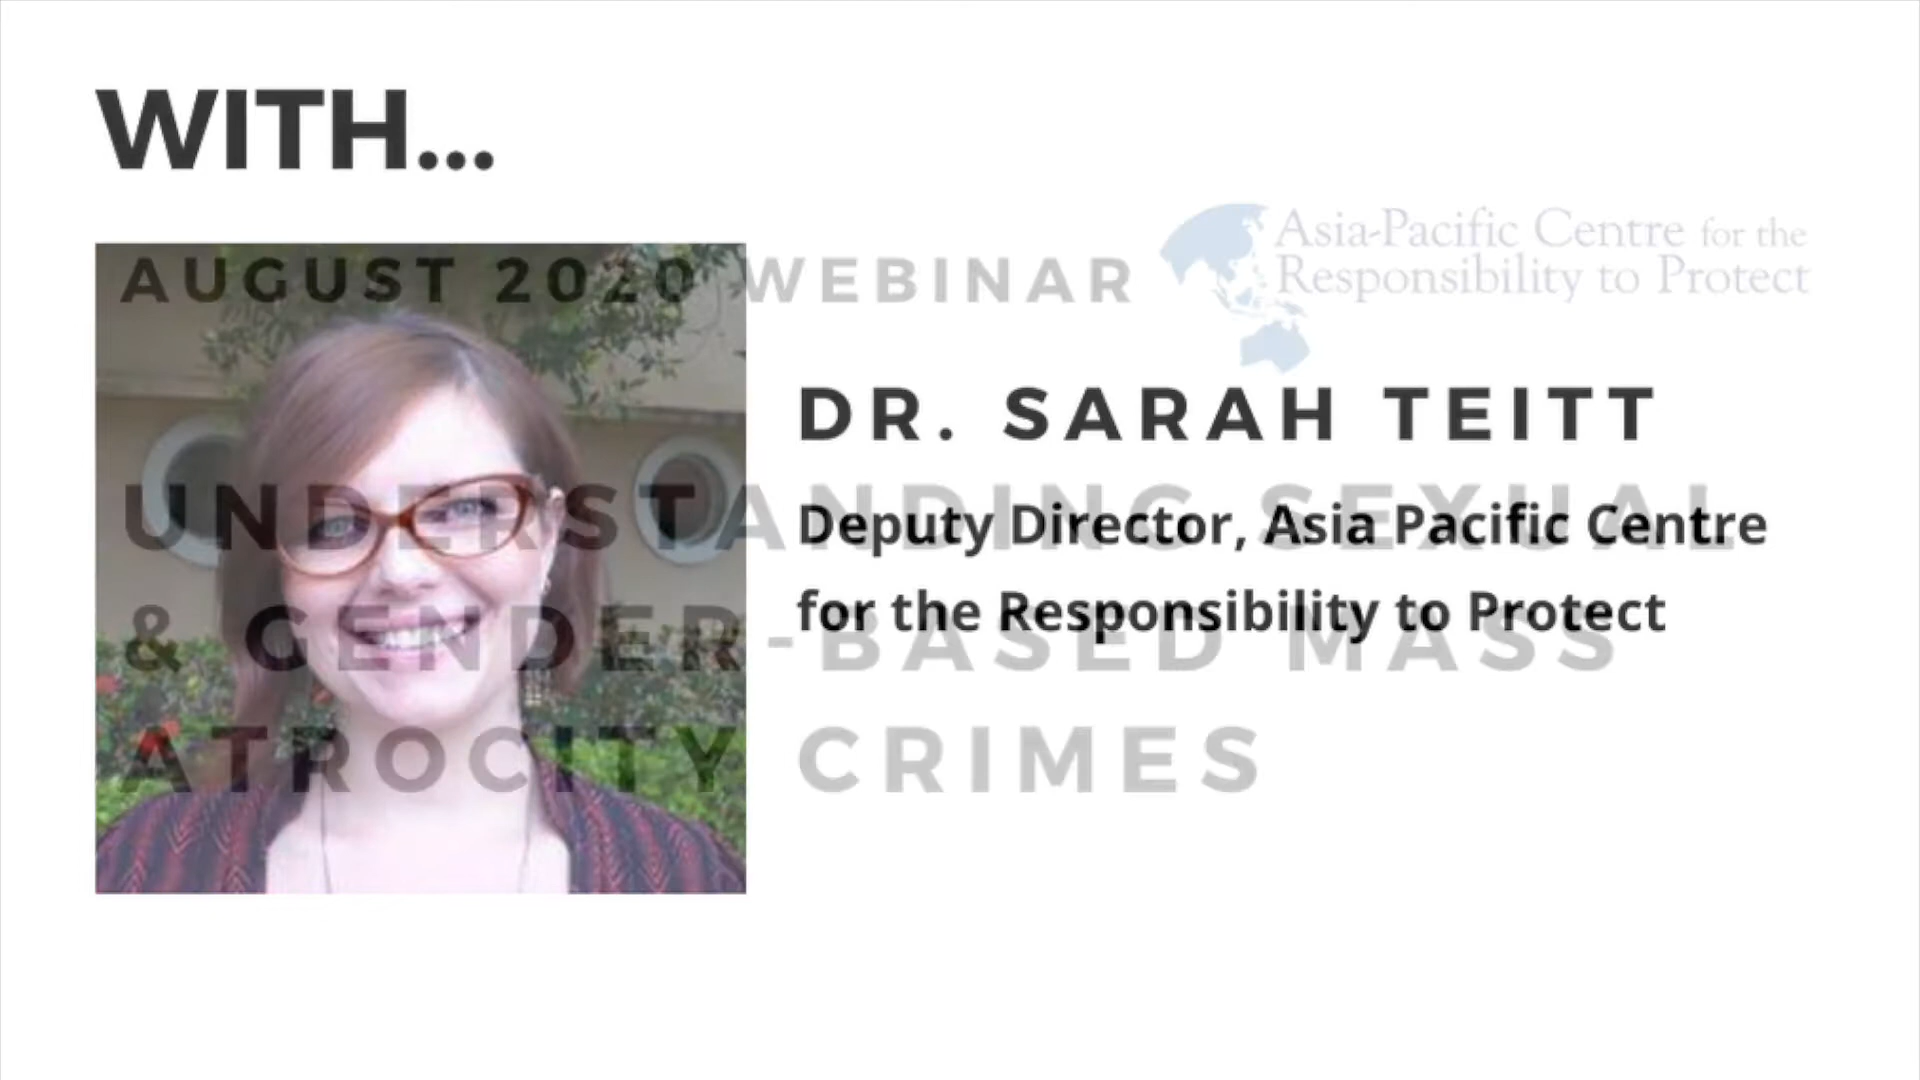 WITH...
AUGUST 2020 WEBINAR
Asia-Pacific Centre for the
Responsibility to Protect
DR. SARAH TEITT
Deputy Director, Asia Pacific Centre
for the Responsibility to Protect
UNDERSTANDING SEXUAL
& GENDER-BASED MASS
ATROCITY CRIMES